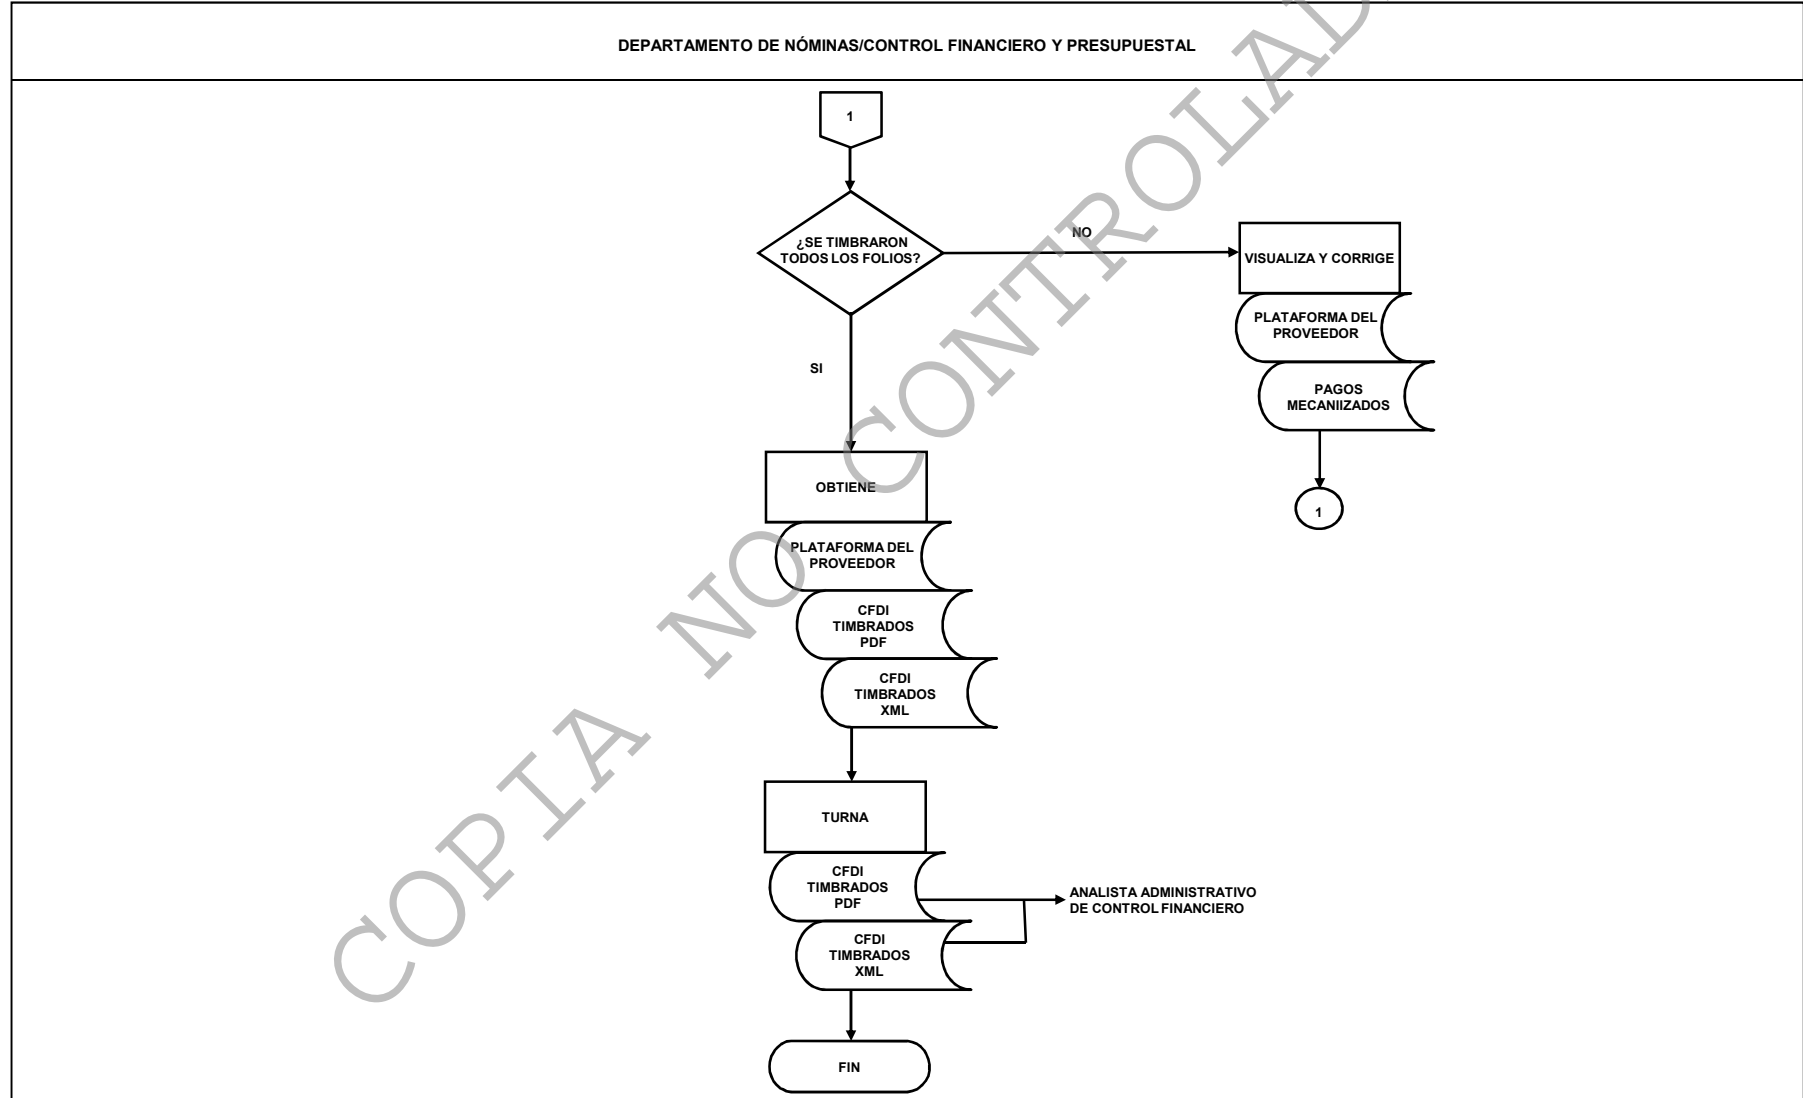 DEPARTAMENTO DE NÓMINAS/CONTROL FINANCIERO Y PRESUPUESTAL
1
¿SE TIMBRARON
TODOS LOS FOLIOS?
NO
VISUALIZA Y CORRIGE
PLATAFORMA DEL
PROVEEDOR
PAGOS
MECANIIZADOS
1
SI
OBTIENE
PLATAFORMA DEL
PROVEEDOR
CFDI
TIMBRADOS
PDF
CFDI
TIMBRADOS
XML
TURNA
CFDI
TIMBRADOS
PDF
ANALISTA ADMINISTRATIVO
DE CONTROL FINANCIERO
CFDI
TIMBRADOS
XML
FIN
COPIA NO CONTROLAD